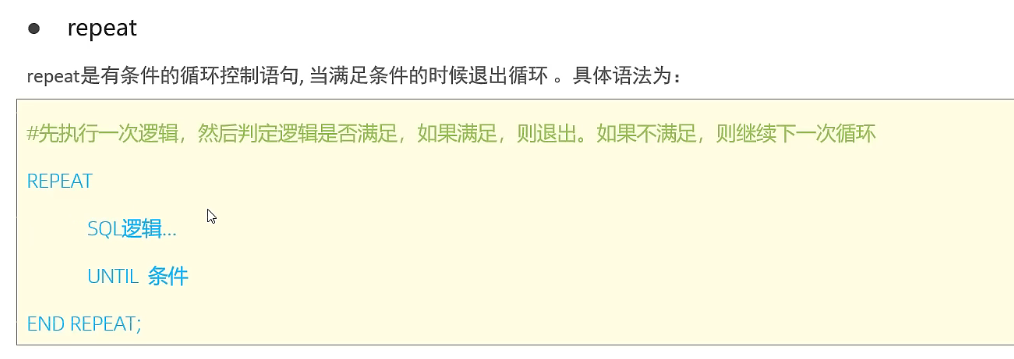 ● repeat
repeat是有条件的循环控制语句, 当满足条件的时候退出循环 。具体语法为：
#先执行一次逻辑，然后判定逻辑是否满足，如果满足，则退出。如果不满足，则继续下一次循环
REPEAT
SQL逻辑...
UNTIL 条件
END REPEAT;